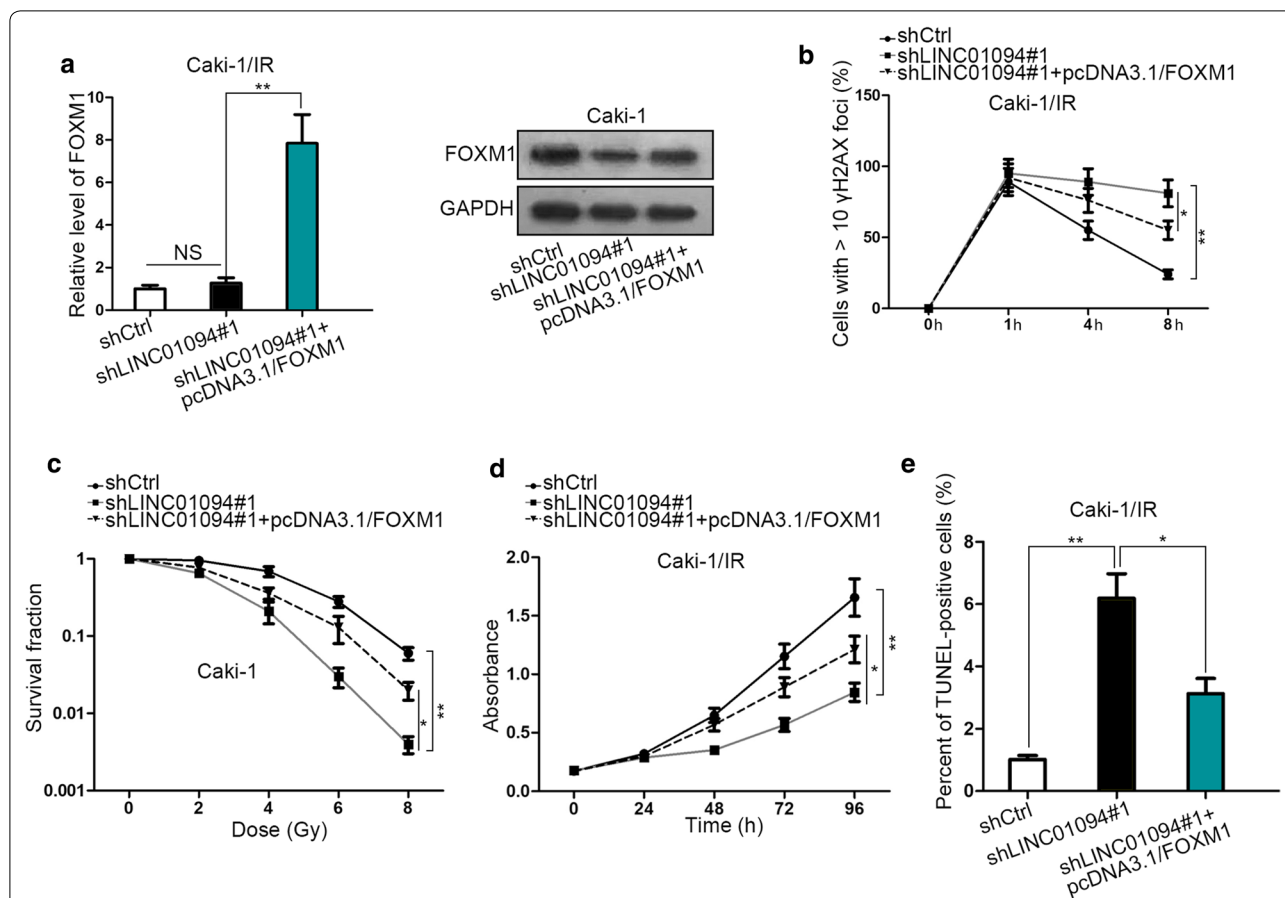 a
Caki-1/IR
Relative level of FOXM1
10
8
6
4
2
0
NS
**
shCtrl
shLINC01094#1
shLINC01094#1+
pcDNA3.1/FOXM1
Caki-1
FOXM1
GAPDH
shCtrl
shLINC01094#1
shLINC01094#1+
pcDNA3.1/FOXM1
b
shCtrl
shLINC01094#1
shLINC01094#1+pcDNA3.1/FOXM1
Caki-1/IR
Cells with > 10 γH2AX foci (%)
150
100
50
0
0h
1h
4h
8h
*
**
c
shCtrl
shLINC01094#1
shLINC01094#1+pcDNA3.1/FOXM1
Caki-1
Survival fraction
1
0.1
0.01
0.001
0
2
4
6
8
Dose (Gy)
*
**
d
shCtrl
shLINC01094#1
shLINC01094#1+pcDNA3.1/FOXM1
Caki-1/IR
Absorbance
2.0
1.5
1.0
0.5
0.0
0
24
48
72
96
Time (h)
*
**
e
Caki-1/IR
Percent of TUNEL-positive cells (%)
8
6
4
2
0
**
*
shCtrl
shLINC01094#1
shLINC01094#1+
pcDNA3.1/FOXM1